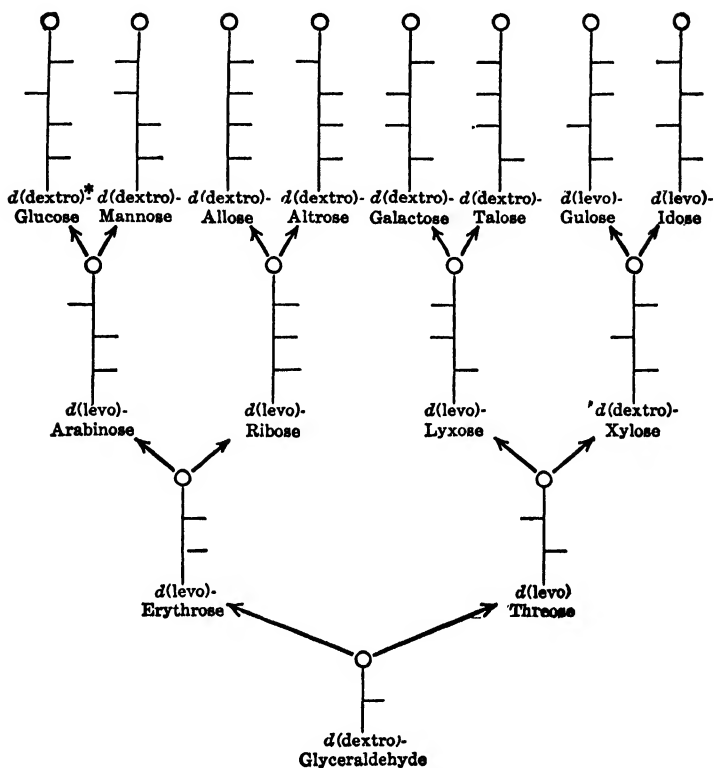 d(dextro)-* d(dextro)- d(dextro)- d(dextro)- d(dextro)- d(dextro)- d(levo)- d(levo)-
Glucose Mannose Allose Altrose Galactose Talose Gulose Idose
d(levo)- d(levo)- d(levo)- d(dextro)-
Arabinose Ribose Lyxose Xylose
d(levo)- d(levo)
Erythrose Threose
d(dextro)-
Glyceraldehyde